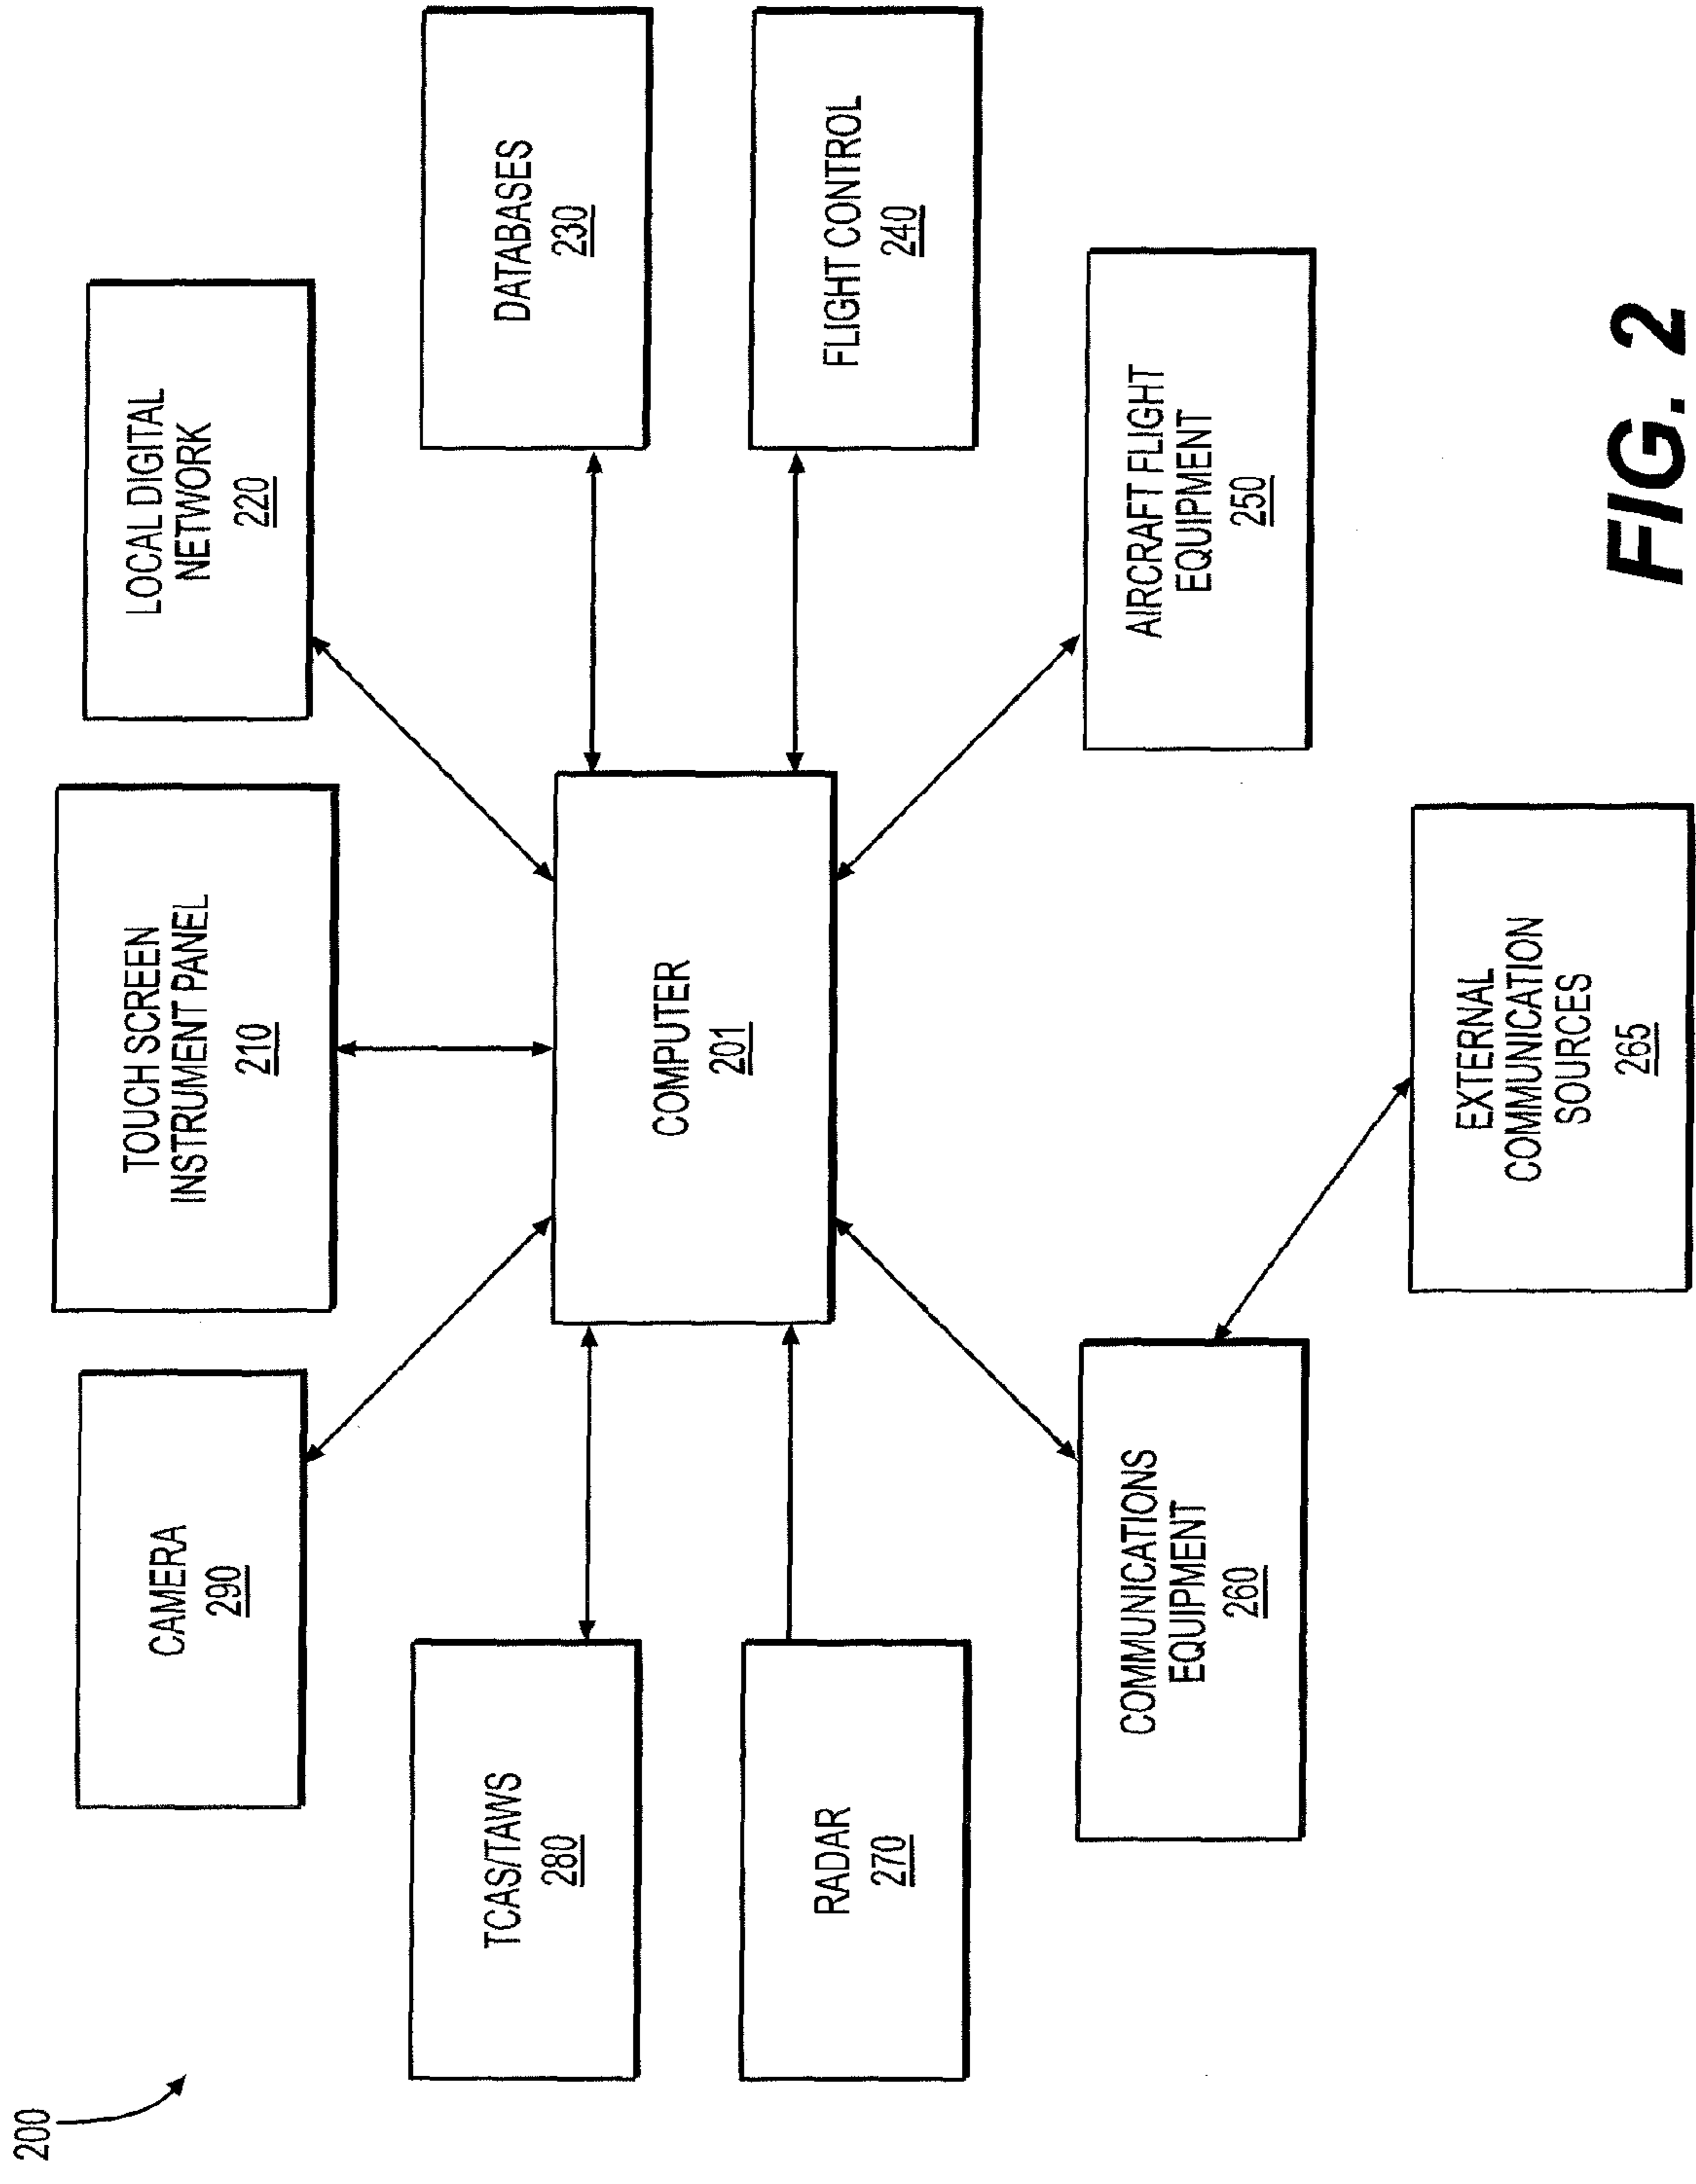 200
TOUCH SCREEN
INSTRUMENT PANEL
210
CAMERA
290
LOCAL DIGITAL
NETWORK
220
TCAS/TAWS
280
DATABASES
230
COMPUTER
201
RADAR
270
FLIGHT CONTROL
240
COMMUNICATIONS
EQUIPMENT
260
AIRCRAFT FLIGHT
EQUIPMENT
250
EXTERNAL
COMMUNICATION
SOURCES
265
FIG. 2